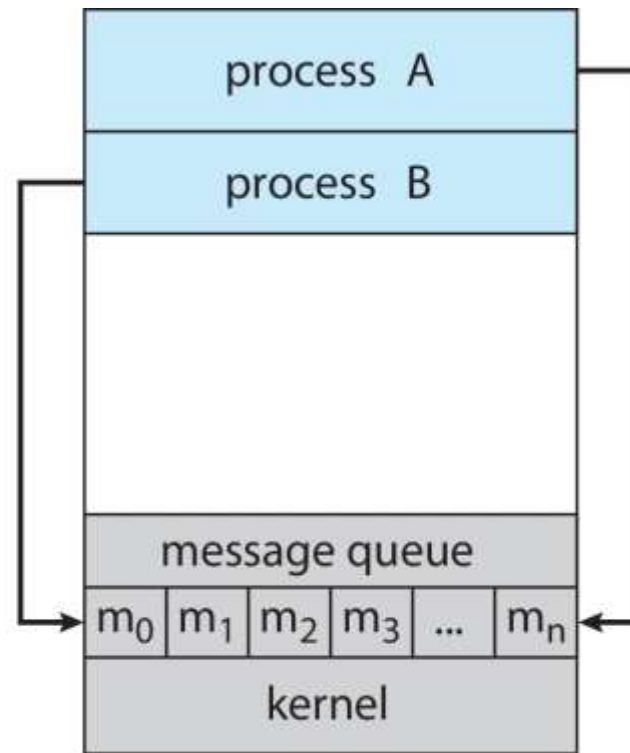 process A
process B
message queue
m₀ m₁ m₂ m₃ ... mₙ
kernel